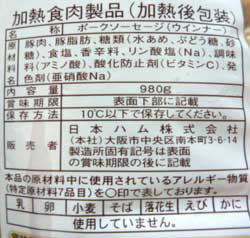 加熱食肉製品(加熱後包装)
名称 ポークソーセージ(ウインナー)
原材料名 豚肉、豚脂肪、糖類(水あめ、ぶどう糖、砂
糖)、食塩、香辛料、リン酸塩(Na)、調味
料(アミノ酸)、酸化防止剤(ビタミンC)、発
色剤(亜硝酸Na)
内容量 980g
賞味期限 表面下部に記載
保存方法 10℃以下で保存してください。
販売者 日本ハム株式会社
(本社)大阪市中央区南本町3-6-14
製造所固有記号は表面
の賞味期限の後に記載
本品の原材料中に使用されているアレルギー物質
(特定原材料7品目)を○印で表しております。
乳 卵 小麦 そば 落花生 えび かに
使用していません。